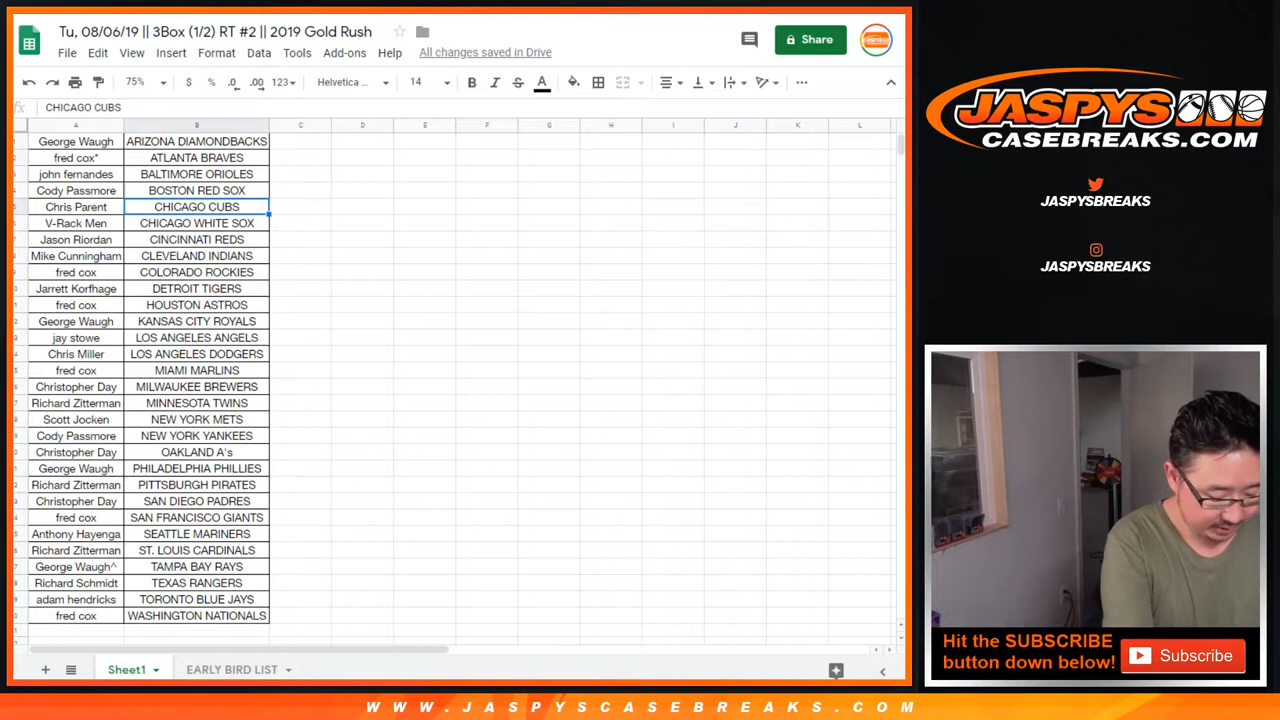 Tu, 08/06/19 || 3Box (1/2) RT #2 || 2019 Gold Rush
File Edit View Insert Format Data Tools Add-ons Help All changes saved in Drive
Share
75% $ % .0 .00 123 Helvetica ... 14 B I S A
fx CHICAGO CUBS
A B C D E F G H I J K L
George Waugh ARIZONA DIAMONDBACKS
fred cox* ATLANTA BRAVES
john fernandes BALTIMORE ORIOLES
Cody Passmore BOSTON RED SOX
Chris Parent CHICAGO CUBS
V-Rack Men CHICAGO WHITE SOX
Jason Riordan CINCINNATI REDS
Mike Cunningham CLEVELAND INDIANS
fred cox COLORADO ROCKIES
Jarrett Korfhage DETROIT TIGERS
fred cox HOUSTON ASTROS
George Waugh KANSAS CITY ROYALS
jay stowe LOS ANGELES ANGELS
Chris Miller LOS ANGELES DODGERS
fred cox MIAMI MARLINS
Christopher Day MILWAUKEE BREWERS
Richard Zitterman MINNESOTA TWINS
Scott Jocken NEW YORK METS
Cody Passmore NEW YORK YANKEES
Christopher Day OAKLAND A's
George Waugh PHILADELPHIA PHILLIES
Richard Zitterman PITTSBURGH PIRATES
Christopher Day SAN DIEGO PADRES
fred cox SAN FRANCISCO GIANTS
Anthony Hayenga SEATTLE MARINERS
Richard Zitterman ST. LOUIS CARDINALS
George Waugh^ TAMPA BAY RAYS
Richard Schmidt TEXAS RANGERS
adam hendricks TORONTO BLUE JAYS
fred cox WASHINGTON NATIONALS
Sheet1 EARLY BIRD LIST
JASPYS
CASEBREAKS.COM
JASPYSBREAKS
JASPYSBREAKS
Hit the SUBSCRIBE
button down below!
Subscribe
WWW.JASPYSCASEBREAKS.COM